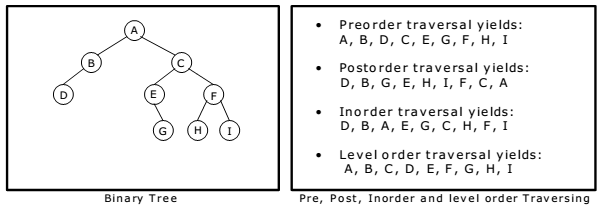 A
B
C
D
E
F
G
H
I
• Preorder traversal yields:
A, B, D, C, E, G, F, H, I
• Postorder traversal yields:
D, B, G, E, H, I, F, C, A
• Inorder traversal yields:
D, B, A, E, G, C, H, F, I
• Level order traversal yields:
A, B, C, D, E, F, G, H, I
Binary Tree
Pre, Post, Inorder and level order Traversing